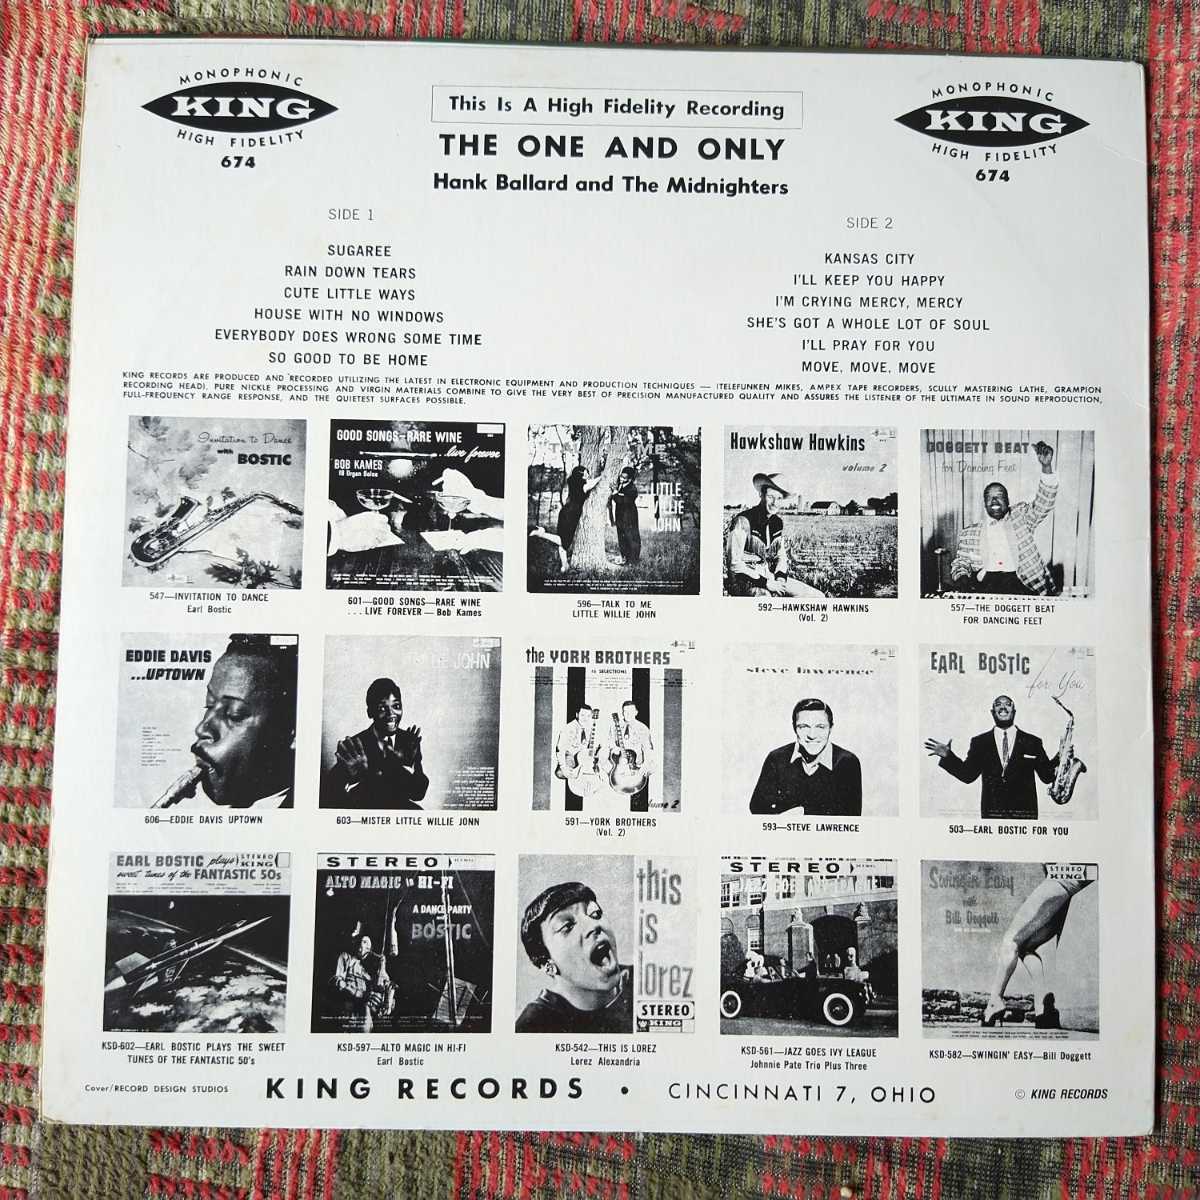 MONOPHONIC
KING
HIGH FIDELITY
674
This Is A High Fidelity Recording
THE ONE AND ONLY
Hank Ballard and The Midnighters
MONOPHONIC
KING
HIGH FIDELITY
674
SIDE 1
SUGAREE
RAIN DOWN TEARS
CUTE LITTLE WAYS
HOUSE WITH NO WINDOWS
EVERYBODY DOES WRONG SOME TIME
SO GOOD TO BE HOME
SIDE 2
KANSAS CITY
I'LL KEEP YOU HAPPY
I'M CRYING MERCY, MERCY
SHE'S GOT A WHOLE LOT OF SOUL
I'LL PRAY FOR YOU
MOVE, MOVE, MOVE
KING RECORDS ARE PRODUCED AND RECORDED UTILIZING THE LATEST IN ELECTRONIC EQUIPMENT AND PRODUCTION TECHNIQUES — (TELEFUNKEN MIKES, AMPEX TAPE RECORDERS, SCULLY MASTERING LATHE, GRAMPION
RECORDING HEAD). PURE NICKLE PROCESSING AND VIRGIN MATERIALS COMBINE TO GIVE THE VERY BEST OF PRECISION MANUFACTURED QUALITY AND ASSURES THE LISTENER OF THE ULTIMATE IN SOUND REPRODUCTION,
FULL-FREQUENCY RANGE RESPONSE, AND THE QUIETEST SURFACES POSSIBLE.
Invitation to Dance
with
BOSTIC
547—INVITATION TO DANCE
Earl Bostic
GOOD SONGS-RARE WINE
...live forever
BOB KAMES
601—GOOD SONGS—RARE WINE
...LIVE FOREVER — Bob Kames
ME
LITTLE
WILLIE
JOHN
596—TALK TO ME
LITTLE WILLIE JOHN
Hawkshaw Hawkins
volume 2
592—HAWKSHAW HAWKINS
(Vol. 2)
DOGGETT BEAT
for Dancing Feet
557—THE DOGGETT BEAT
FOR DANCING FEET
EDDIE DAVIS
...UPTOWN
606—EDDIE DAVIS UPTOWN
JOHN
603—MISTER LITTLE WILLIE JONN
the YORK BROTHERS
16 SELECTIONS
volume 2
591—YORK BROTHERS
(Vol. 2)
steve lawrence
593—STEVE LAWRENCE
EARL BOSTIC
for You
503—EARL BOSTIC FOR YOU
EARL BOSTIC plays
STEREO
KING
sweet tunes of the FANTASTIC 50s
KSD-602—EARL BOSTIC PLAYS THE SWEET
TUNES OF THE FANTASTIC 50's
STEREO
ALTO MAGIC in HI-FI
A DANCE PARTY
BOSTIC
KSD-597—ALTO MAGIC IN HI-FI
Earl Bostic
this
is
lorez
STEREO
KING
KSD-542—THIS IS LOREZ
Lorez Alexandria
STEREO
KSD-561—JAZZ GOES IVY LEAGUE
Johnnie Pate Trio Plus Three
STEREO
KING
Swingin' Easy
with
Bill Doggett
KSD-582—SWINGIN' EASY—Bill Doggett
Cover/RECORD DESIGN STUDIOS
KING RECORDS • CINCINNATI 7, OHIO
© KING RECORDS